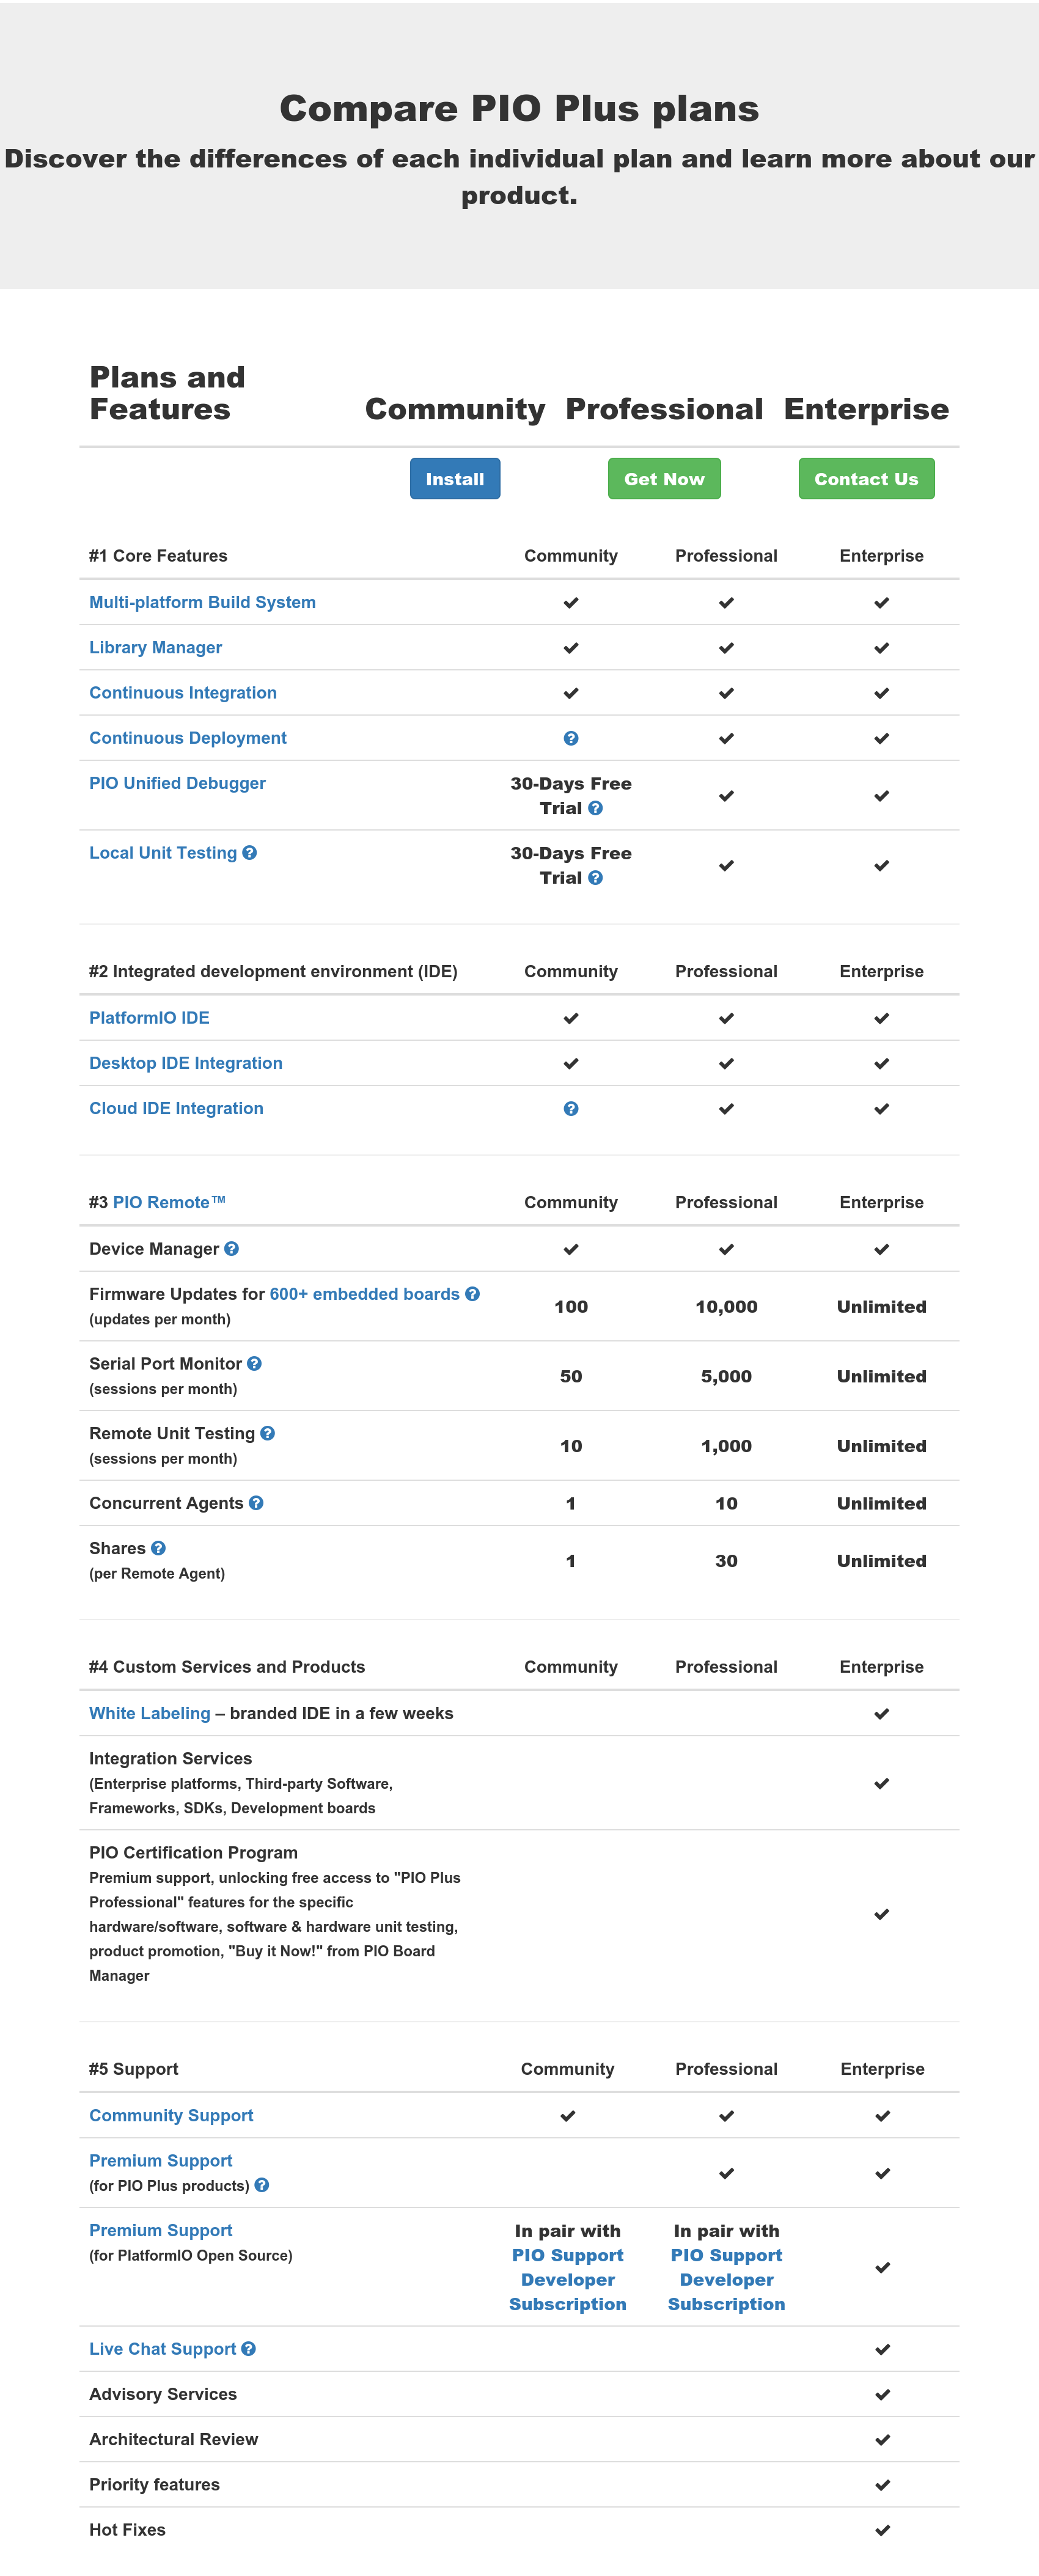 Compare PIO Plus plans
Discover the differences of each individual plan and learn more about our
product.
Plans and
Features Community Professional Enterprise
Install Get Now Contact Us
#1 Core Features Community Professional Enterprise
Multi-platform Build System
Library Manager
Continuous Integration
Continuous Deployment
PIO Unified Debugger 30-Days Free
Trial
Local Unit Testing 30-Days Free
Trial
#2 Integrated development environment (IDE) Community Professional Enterprise
PlatformIO IDE
Desktop IDE Integration
Cloud IDE Integration
#3 PIO Remote™ Community Professional Enterprise
Device Manager
Firmware Updates for 600+ embedded boards
(updates per month) 100 10,000 Unlimited
Serial Port Monitor
(sessions per month) 50 5,000 Unlimited
Remote Unit Testing
(sessions per month) 10 1,000 Unlimited
Concurrent Agents 1 10 Unlimited
Shares
(per Remote Agent) 1 30 Unlimited
#4 Custom Services and Products Community Professional Enterprise
White Labeling – branded IDE in a few weeks
Integration Services
(Enterprise platforms, Third-party Software,
Frameworks, SDKs, Development boards
PIO Certification Program
Premium support, unlocking free access to "PIO Plus
Professional" features for the specific
hardware/software, software & hardware unit testing,
product promotion, "Buy it Now!" from PIO Board
Manager
#5 Support Community Professional Enterprise
Community Support
Premium Support
(for PIO Plus products)
Premium Support In pair with In pair with
(for PlatformIO Open Source) PIO Support PIO Support
Developer Developer
Subscription Subscription
Live Chat Support
Advisory Services
Architectural Review
Priority features
Hot Fixes